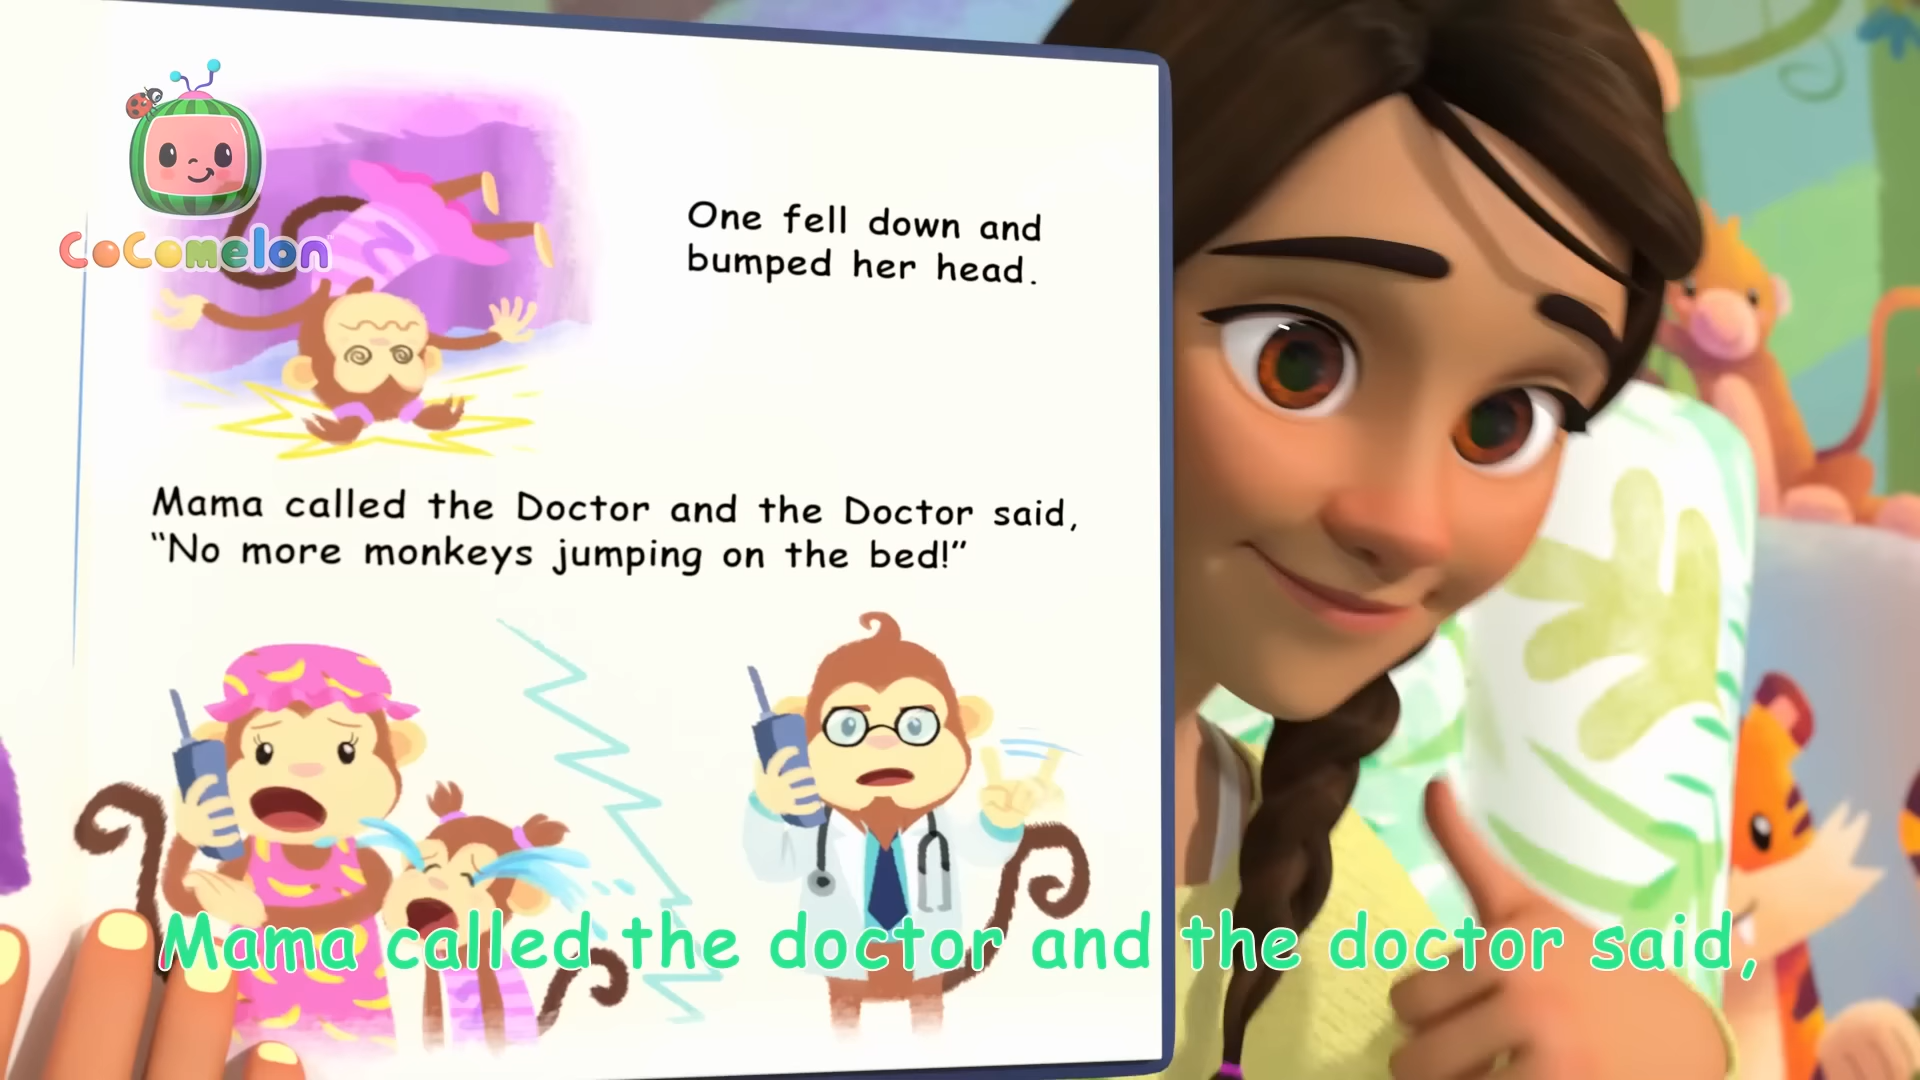 CoComelon
One fell down and
bumped her head.
Mama called the Doctor and the Doctor said,
“No more monkeys jumping on the bed!”
Mama called the doctor and the doctor said,